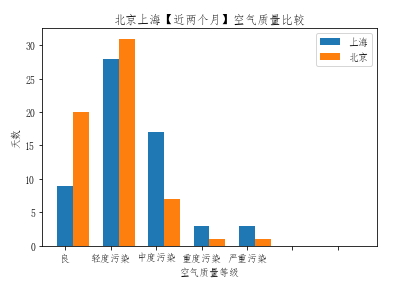 北京上海【近两个月】空气质量比较
上海
北京
天数
30
25
20
15
10
5
0
良 轻度污染 中度污染 重度污染 严重污染
空气质量等级